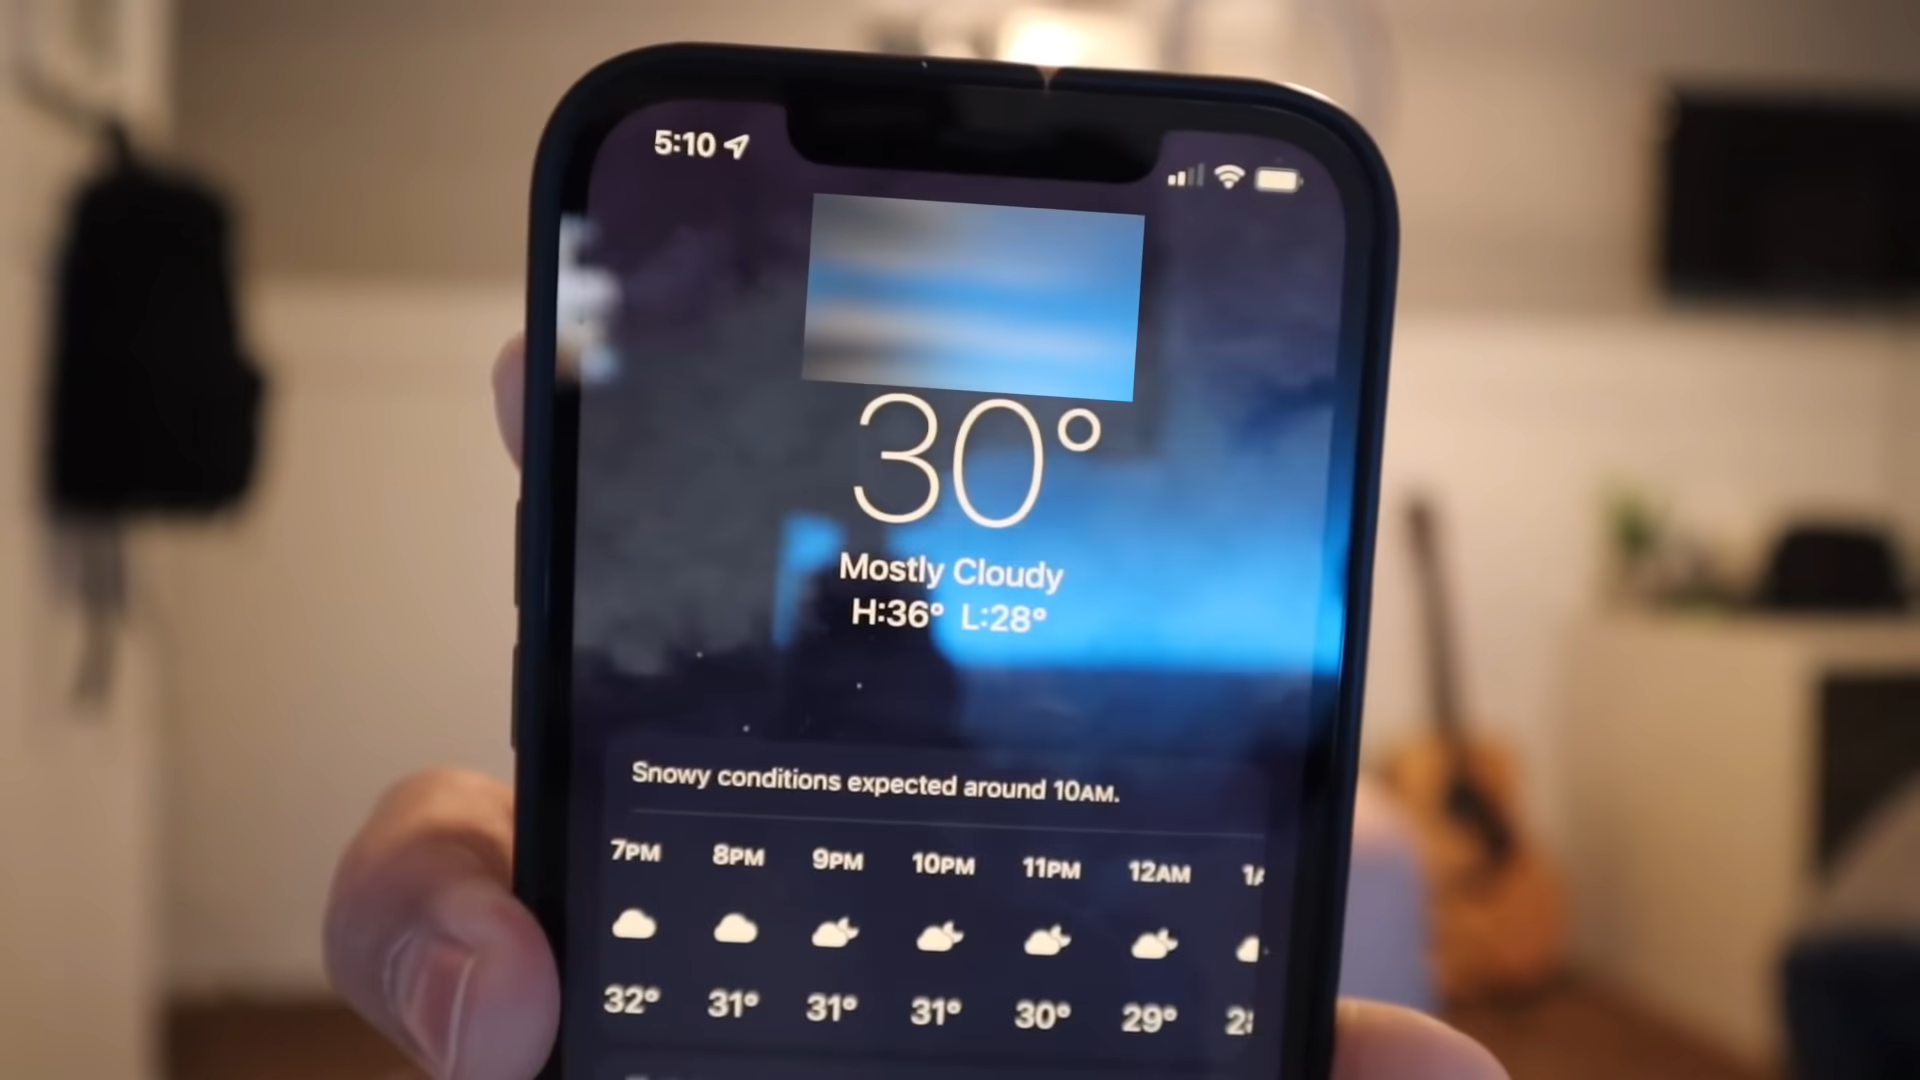 5:10
30°
Mostly Cloudy
H:36° L:28°
Snowy conditions expected around 10AM.
7PM 8PM 9PM 10PM 11PM 12AM
32° 31° 31° 31° 30° 29°